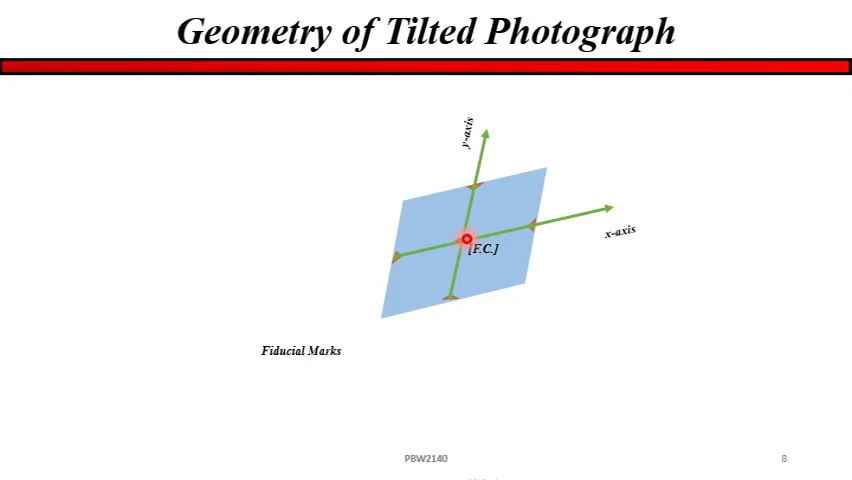 Geometry of Tilted Photograph
y-axis
x-axis
[F.C.]
Fiducial Marks
PBW2140
8